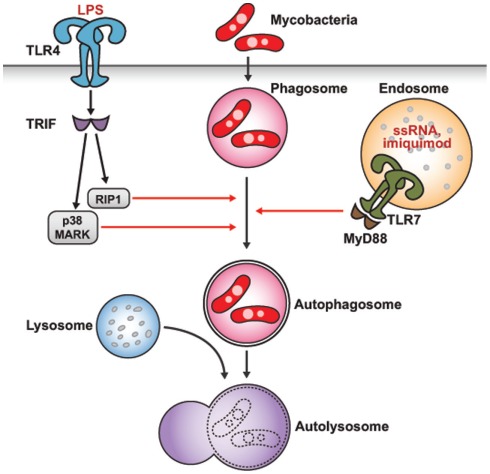 LPS
TLR4
Mycobacteria
Phagosome
Endosome
ssRNA,
imiquimod
TRIF
RIP1
p38
MARK
TLR7
MyD88
Autophagosome
Lysosome
Autolysosome